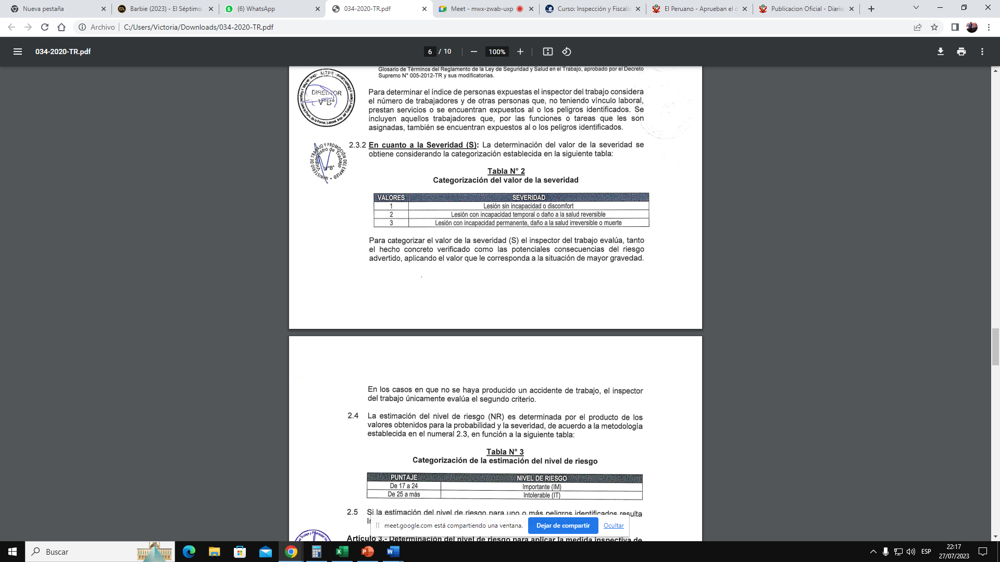 Nueva pestaña
Barbie (2023) - El Séptimo
(6) WhatsApp
034-2020-TR.pdf
Meet - mwx-zwab-uxp
Curso: Inspección y Fiscaliz
El Peruano - Aprueban el d
Publicacion Oficial - Diario
Archivo
C:/Users/Victoria/Downloads/034-2020-TR.pdf
034-2020-TR.pdf
6 / 10
100%
Glosario de Términos del Reglamento de la Ley de Seguridad y Salud en el Trabajo, aprobado por el Decreto
Supremo N° 005-2012-TR y sus modificatorias.
MTPE
DIRECTOR
V°B°
Para determinar el índice de personas expuestas el inspector del trabajo considera
el número de trabajadores y de otras personas que, no teniendo vínculo laboral,
prestan servicios o se encuentran expuestos al o los peligros identificados. Se
incluyen aquellos trabajadores que, por las funciones o tareas que les son
asignadas, también se encuentran expuestos al o los peligros identificados.
MINISTERIO DE TRABAJO Y PROMOCIÓN DEL EMPLEO
Viceministro de Trabajo
V°B°
2.3.2 En cuanto a la Severidad (S): La determinación del valor de la severidad se
obtiene considerando la categorización establecida en la siguiente tabla:
Tabla N° 2
Categorización del valor de la severidad
VALORES SEVERIDAD
1 Lesión sin incapacidad o discomfort
2 Lesión con incapacidad temporal o daño a la salud reversible
3 Lesión con incapacidad permanente, daño a la salud irreversible o muerte
Para categorizar el valor de la severidad (S) el inspector del trabajo evalúa, tanto
el hecho concreto verificado como las potenciales consecuencias del riesgo
advertido, aplicando el valor que le corresponda a la situación de mayor gravedad.
En los casos en que no se haya producido un accidente de trabajo, el inspector
del trabajo únicamente evalúa el segundo criterio.
2.4 La estimación del nivel de riesgo (NR) es determinada por el producto de los
valores obtenidos para la probabilidad y la severidad, de acuerdo a la metodología
establecida en el numeral 2.3, en función a la siguiente tabla:
Tabla N° 3
Categorización de la estimación del nivel de riesgo
PUNTAJE NIVEL DE RIESGO
De 17 a 24 Importante (IM)
De 25 a más Intolerable (IT)
2.5 Si la estimación del nivel de riesgo para uno o más peligros identificados resulta
meet.google.com está compartiendo una ventana.
Dejar de compartir
Ocultar
Artículo 3.- Determinación del nivel de riesgo para aplicar la medida inspectiva de
Buscar
ESP
22:17
27/07/2023